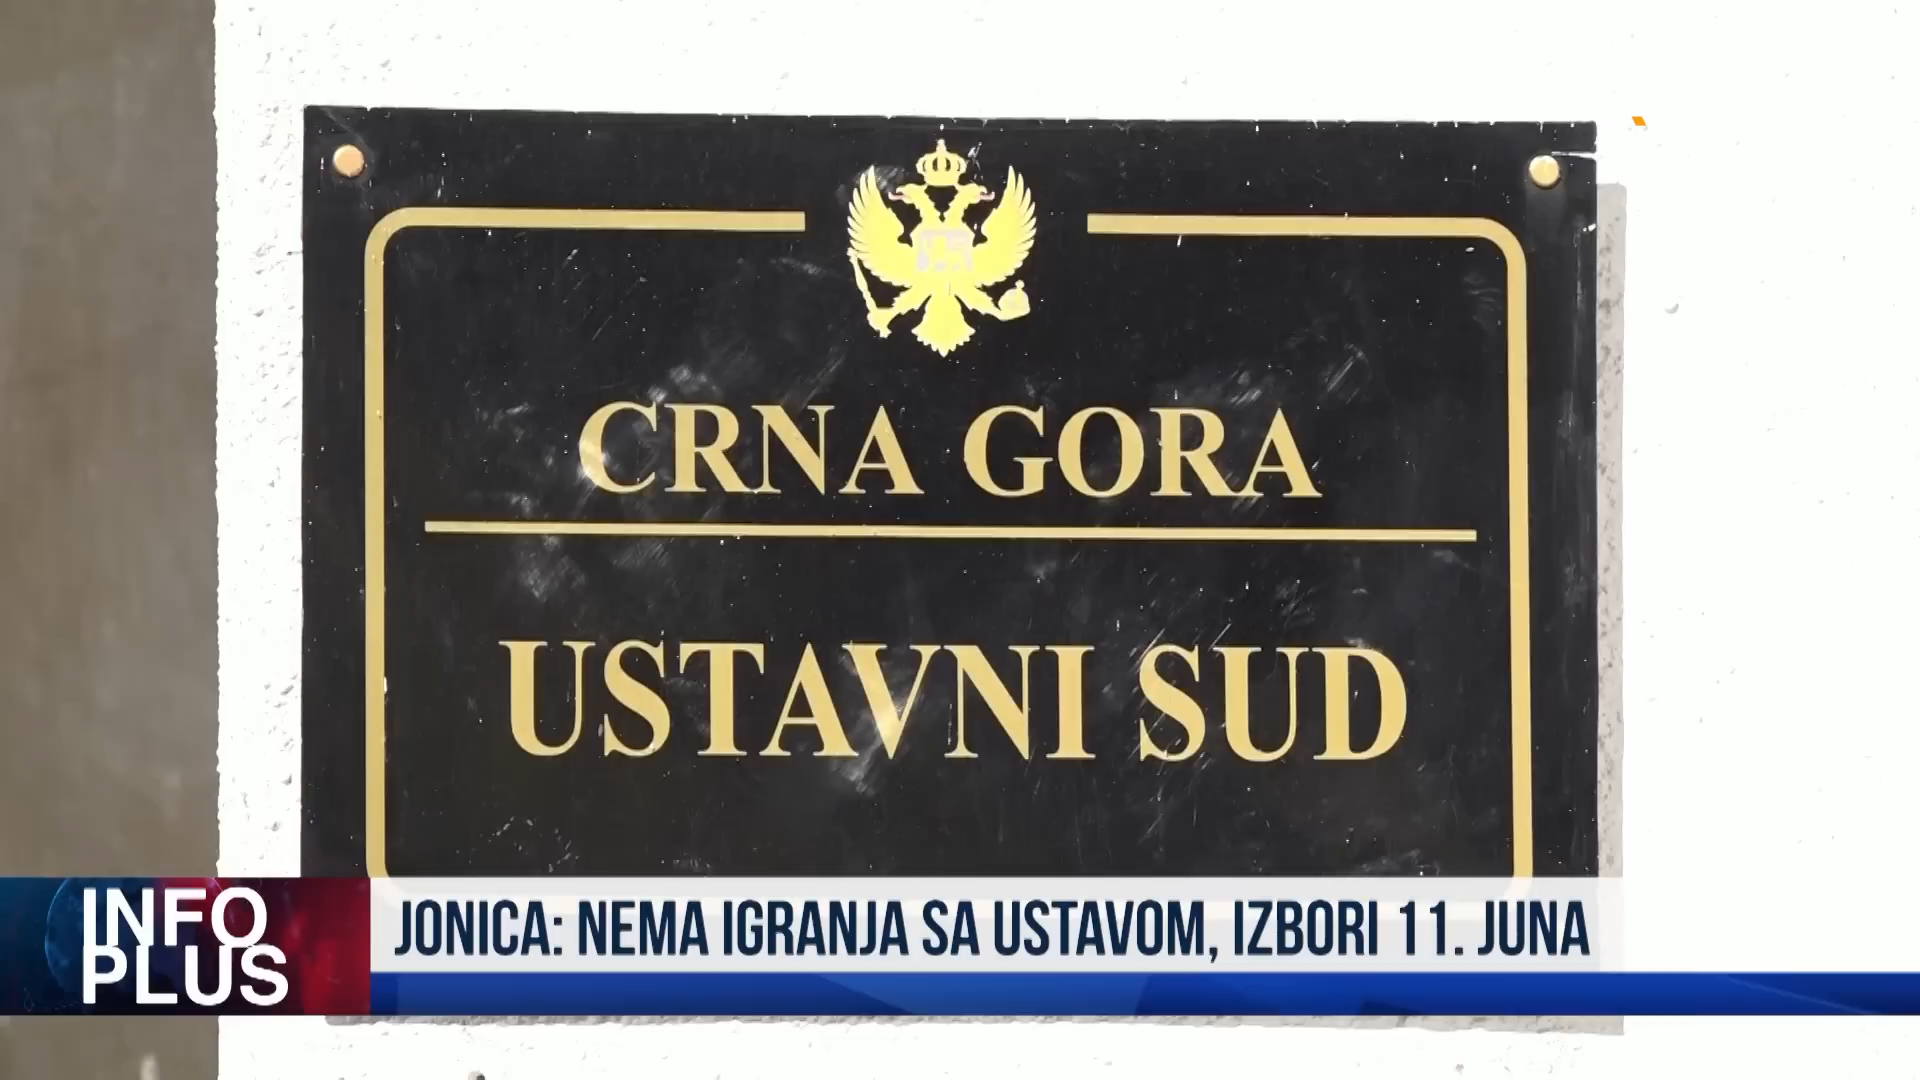 CRNA GORA
USTAVNI SUD
INFO
PLUS
JONICA: NEMA IGRANJA SA USTAVOM, IZBORI 11. JUNA